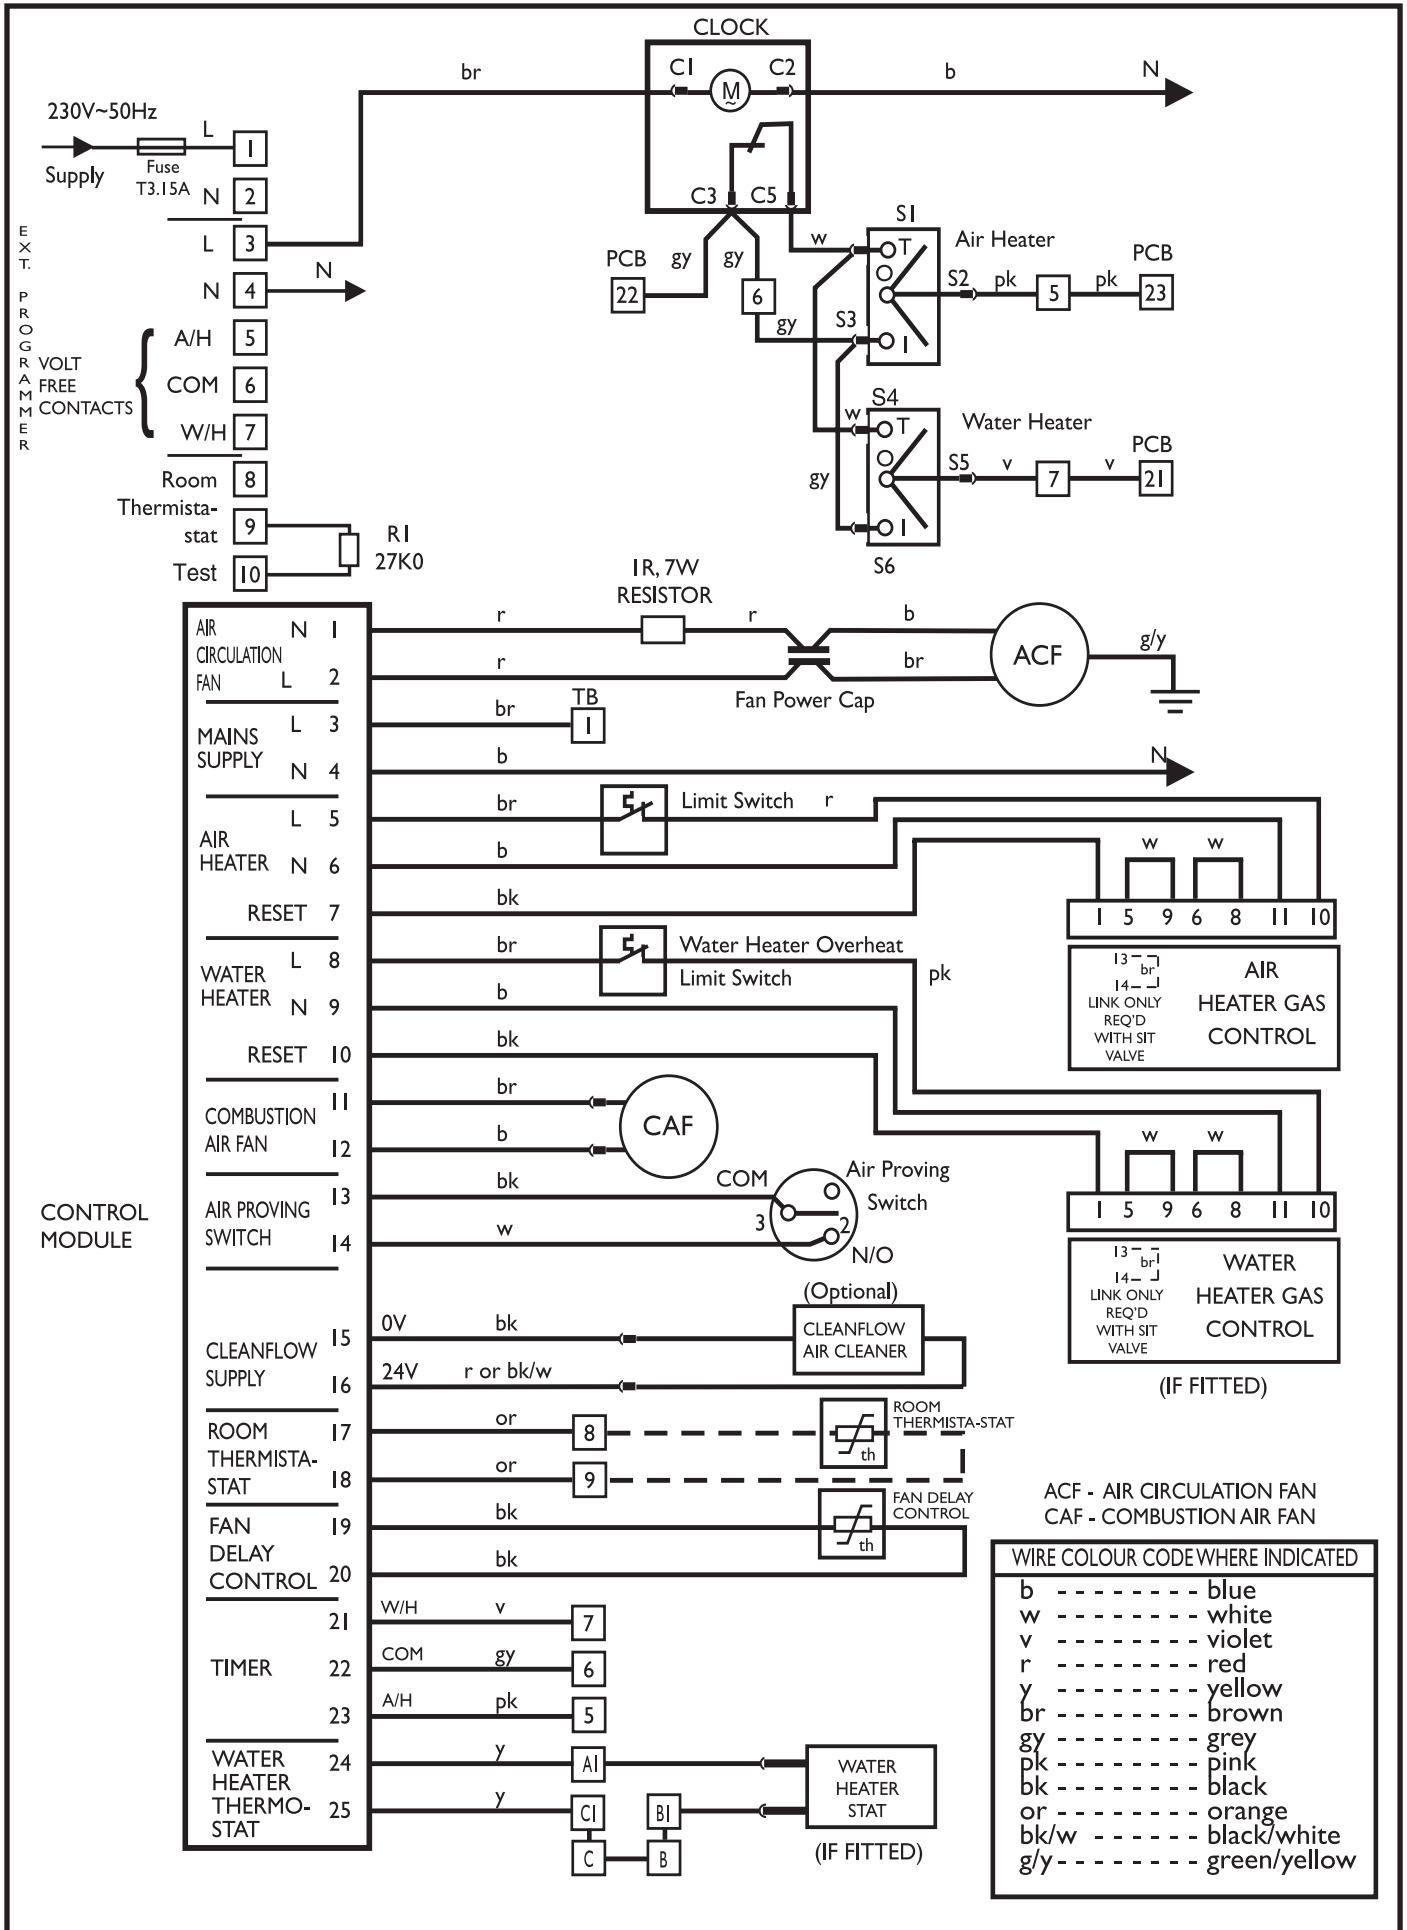 CLOCK
br
C1
C2
b
N
M
~
230V~50Hz
L
1
Supply
Fuse
T3.15A
N
2
C3
C5
EXT. PROGRAMMER
L
3
N
N
4
A/H
5
VOLT
FREE
CONTACTS
COM
6
W/H
7
Room
8
Thermista-
stat
9
R1
27K0
Test
10
gy
gy
w
PCB
22
6
gy
S1
T
Air Heater
PCB
S2
pk
5
pk
23
S3
I
S4
w
T
Water Heater
PCB
S5
v
7
v
21
gy
I
S6
1R, 7W
RESISTOR
AIR
CIRCULATION
FAN
N
1
r
r
b
ACF
g/y
L
2
r
br
Fan Power Cap
MAINS
SUPPLY
L
3
br
TB
1
N
4
b
N
AIR
HEATER
L
5
br
Limit Switch
r
N
6
b
RESET
7
bk
w
w
1 5 9 6 8 11 10
13
br
14
LINK ONLY
REQ'D
WITH SIT
VALVE
AIR
HEATER GAS
CONTROL
WATER
HEATER
L
8
br
Water Heater Overheat
Limit Switch
pk
N
9
b
RESET
10
bk
COMBUSTION
AIR FAN
11
br
CAF
12
b
w
w
1 5 9 6 8 11 10
13
br
14
LINK ONLY
REQ'D
WITH SIT
VALVE
WATER
HEATER GAS
CONTROL
(IF FITTED)
CONTROL
MODULE
AIR PROVING
SWITCH
13
bk
COM
Air Proving
Switch
3
2
14
w
N/O
(Optional)
CLEANFLOW
SUPPLY
15
0V
bk
CLEANFLOW
AIR CLEANER
16
24V
r or bk/w
ROOM
THERMISTA-
STAT
17
or
8
ROOM
THERMISTA-STAT
th
18
or
9
FAN
DELAY
CONTROL
19
bk
FAN DELAY
CONTROL
th
20
bk
TIMER
21
W/H
v
7
22
COM
gy
6
23
A/H
pk
5
WATER
HEATER
THERMO-
STAT
24
y
A1
WATER
HEATER
STAT
25
y
C1
B1
C
B
(IF FITTED)
ACF - AIR CIRCULATION FAN
CAF - COMBUSTION AIR FAN
WIRE COLOUR CODE WHERE INDICATED
b - - - - - - - - blue
w - - - - - - - - white
v - - - - - - - - violet
r - - - - - - - - red
y - - - - - - - - yellow
br - - - - - - - - brown
gy - - - - - - - - grey
pk - - - - - - - - pink
bk - - - - - - - - black
or - - - - - - - - orange
bk/w - - - - - - black/white
g/y - - - - - - - - green/yellow